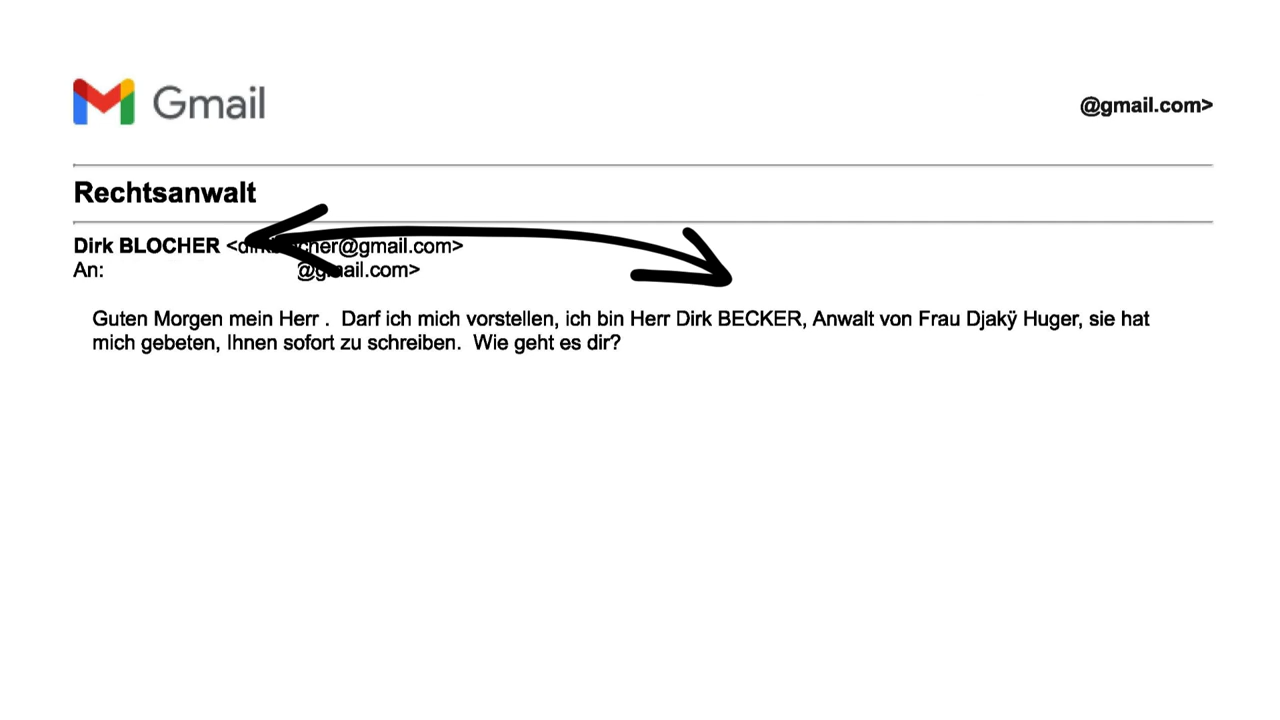 Gmail
@gmail.com>
Rechtsanwalt
Dirk BLOCHER @gmail.com>
An: @gmail.com>
Guten Morgen mein Herr . Darf ich mich vorstellen, ich bin Herr Dirk BECKER, Anwalt von Frau Djakÿ Huger, sie hat
mich gebeten, Ihnen sofort zu schreiben. Wie geht es dir?